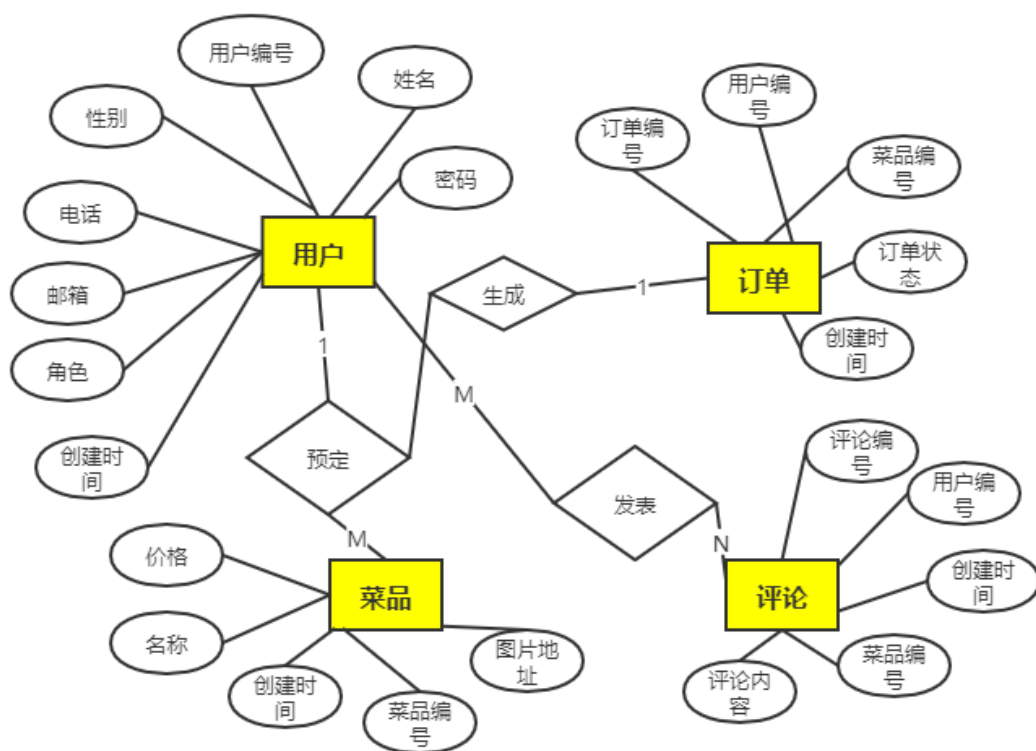 用户编号
姓名
性别
密码
电话
用户
邮箱
角色
创建时
间
用户编
号
订单编
号
菜品编
号
订单
订单状
态
创建时
间
生成
1
1
预定
M
M
发表
N
价格
名称
菜品
图片地
址
创建时
间
菜品编
号
评论编
号
用户编
号
评论
创建时
间
菜品编
号
评论内
容